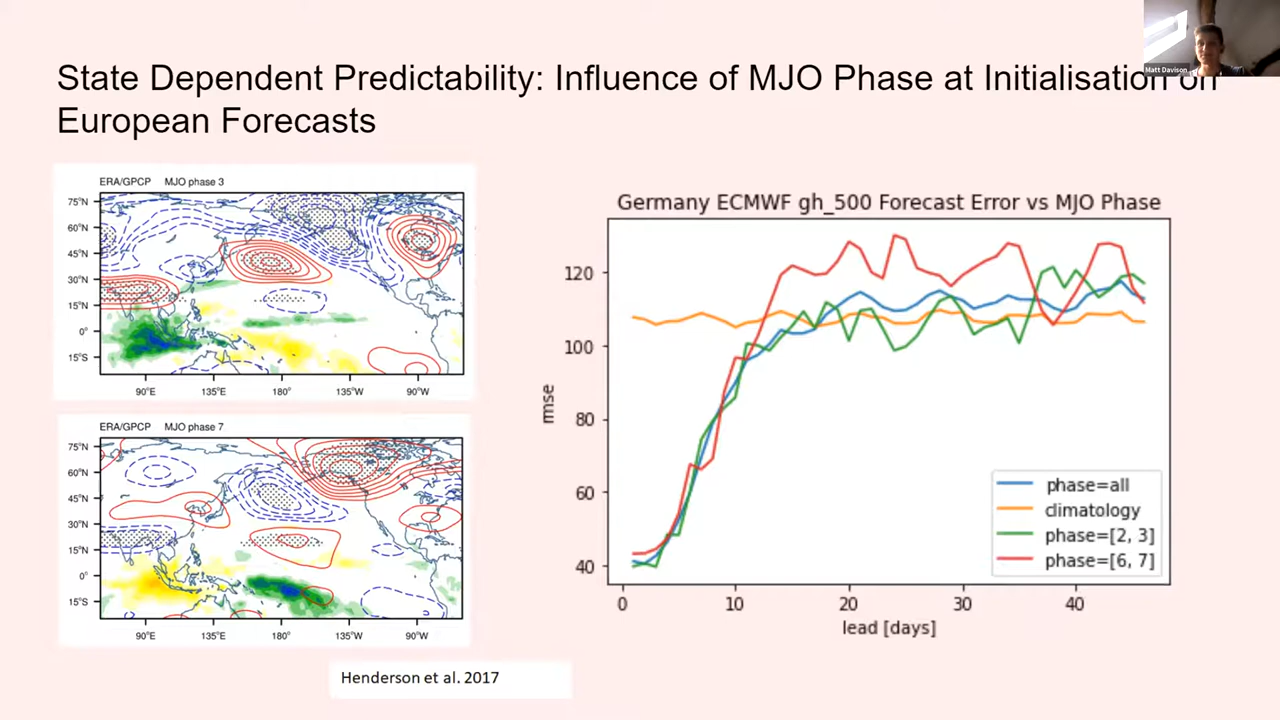 Matt Davison
State Dependent Predictability: Influence of MJO Phase at Initialisation on
European Forecasts
ERA/GPCP MJO phase 3
75°N
60°N
45°N
30°N
15°N
0°
15°S
90°E 135°E 180° 135°W 90°W
ERA/GPCP MJO phase 7
75°N
60°N
45°N
30°N
15°N
0°
15°S
90°E 135°E 180° 135°W 90°W
Henderson et al. 2017
Germany ECMWF gh_500 Forecast Error vs MJO Phase
120
100
80
60
40
rmse
0 10 20 30 40
lead [days]
phase=all
climatology
phase=[2, 3]
phase=[6, 7]